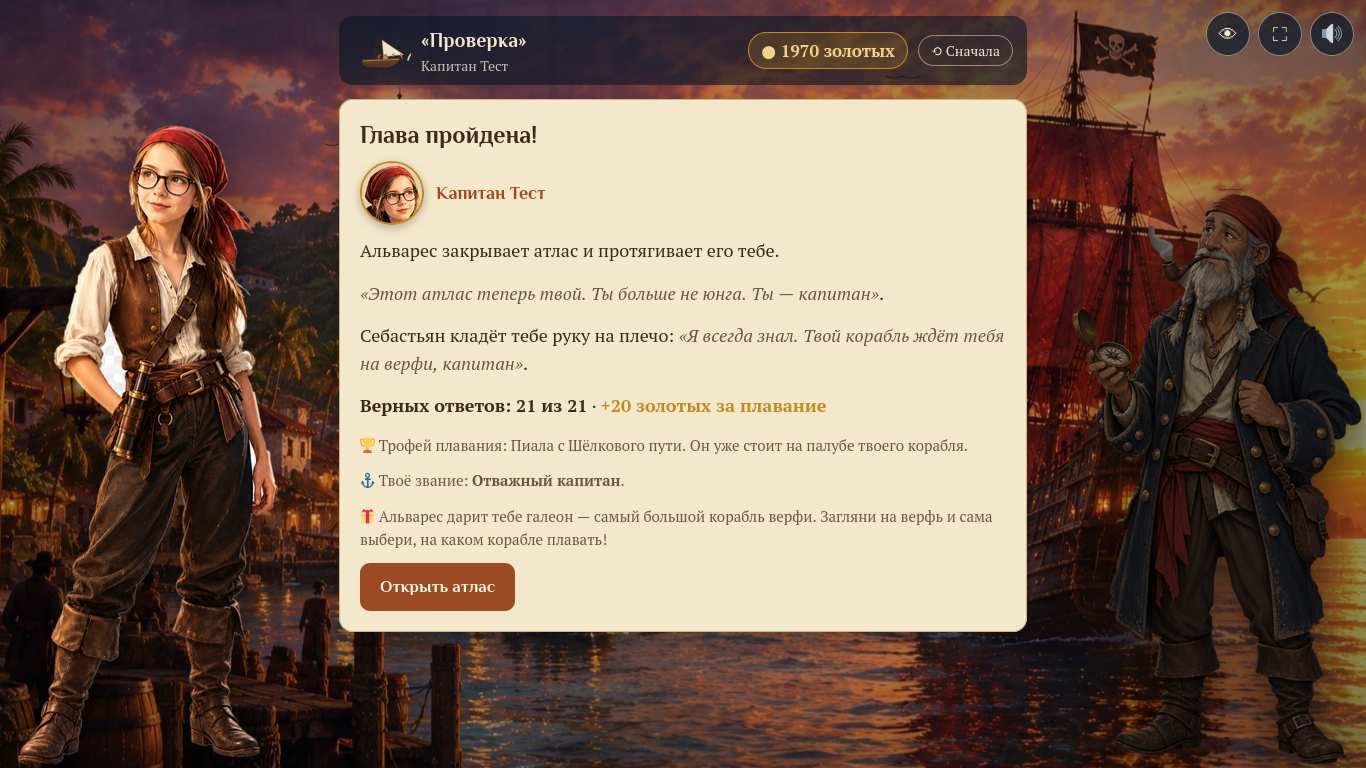 «Проверка»
Капитан Тест
1970 золотых
⟲ Сначала
Глава пройдена!
Капитан Тест
Альварес закрывает атлас и протягивает его тебе.
«Этот атлас теперь твой. Ты больше не юнга. Ты — капитан».
Себастьян кладёт тебе руку на плечо: «Я всегда знал. Твой корабль ждёт тебя
на верфи, капитан».
Верных ответов: 21 из 21 · +20 золотых за плавание
🏆 Трофей плавания: Пиала с Шёлкового пути. Он уже стоит на палубе твоего корабля.
⚓ Твоё звание: Отважный капитан.
🎁 Альварес дарит тебе галеон — самый большой корабль верфи. Загляни на верфь и сама
выбери, на каком корабле плавать!
Открыть атлас